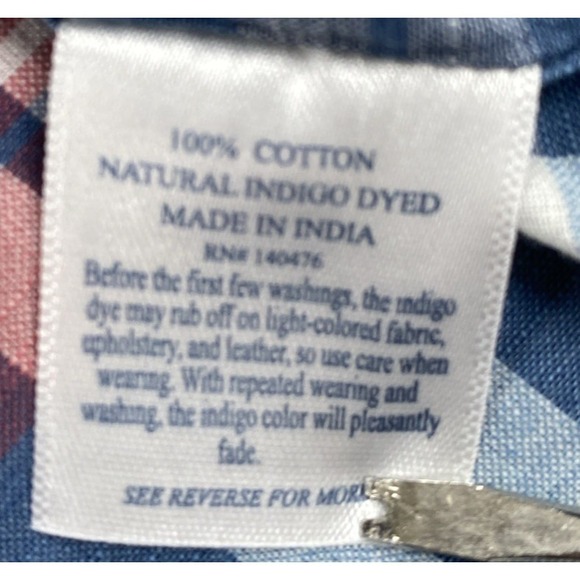 100% COTTON
NATURAL INDIGO DYED
MADE IN INDIA
RN# 140476
Before the first few washings, the indigo
dye may rub off on light-colored fabric,
upholstery, and leather, so use care when
wearing. With repeated wearing and
washing, the indigo color will pleasantly
fade.
SEE REVERSE FOR